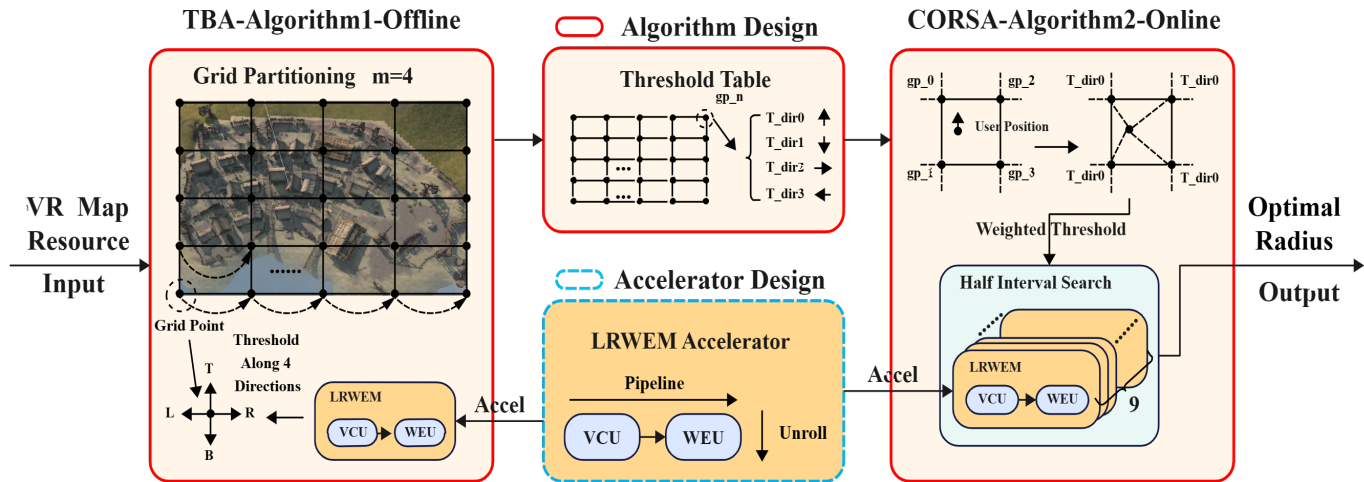 TBA-Algorithm1-Offline
Algorithm Design
CORSA-Algorithm2-Online
Grid Partitioning m=4
Threshold Table
gp_n
T_dir0
T_dir1
T_dir2
T_dir3
gp_0
gp_2
T_dir0
T_dir0
User Position
gp_3
T_dir0
T_dir0
VR Map
Resource
Input
......
...
...
Grid Point
Threshold
Along 4
Directions
T
L
R
B
LRWEM
VCU
WEU
Accel
Accelerator Design
LRWEM Accelerator
Pipeline
VCU
WEU
Unroll
Accel
Weighted Threshold
Half Interval Search
......
......
LRWEM
VCU
WEU
9
Optimal
Radius
Output